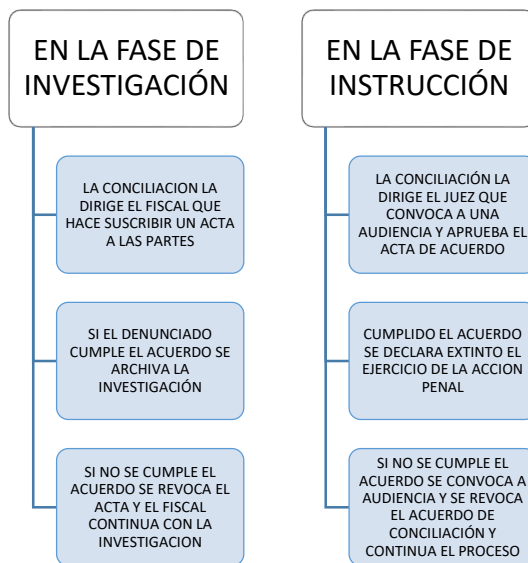 EN LA FASE DE
INVESTIGACIÓN
LA CONCILIACION LA
DIRIGE EL FISCAL QUE
HACE SUSCRIBIR UN ACTA
A LAS PARTES
SI EL DENUNCIADO
CUMPLE EL ACUERDO SE
ARCHIVA LA
INVESTIGACIÓN
SI NO SE CUMPLE EL
ACUERDO SE REVOCA EL
ACTA Y EL FISCAL
CONTINUA CON LA
INVESTIGACION
EN LA FASE DE
INSTRUCCIÓN
LA CONCILIACIÓN LA
DIRIGE EL JUEZ QUE
CONVOCA A UNA
AUDIENCIA Y APRUEBA EL
ACTA DE ACUERDO
CUMPLIDO EL ACUERDO
SE DECLARA EXTINTO EL
EJERCICIO DE LA ACCION
PENAL
SI NO SE CUMPLE EL
ACUERDO SE CONVOCA A
AUDIENCIA Y SE REVOCA
EL ACUERDO DE
CONCILIACIÓN Y
CONTINUA EL PROCESO